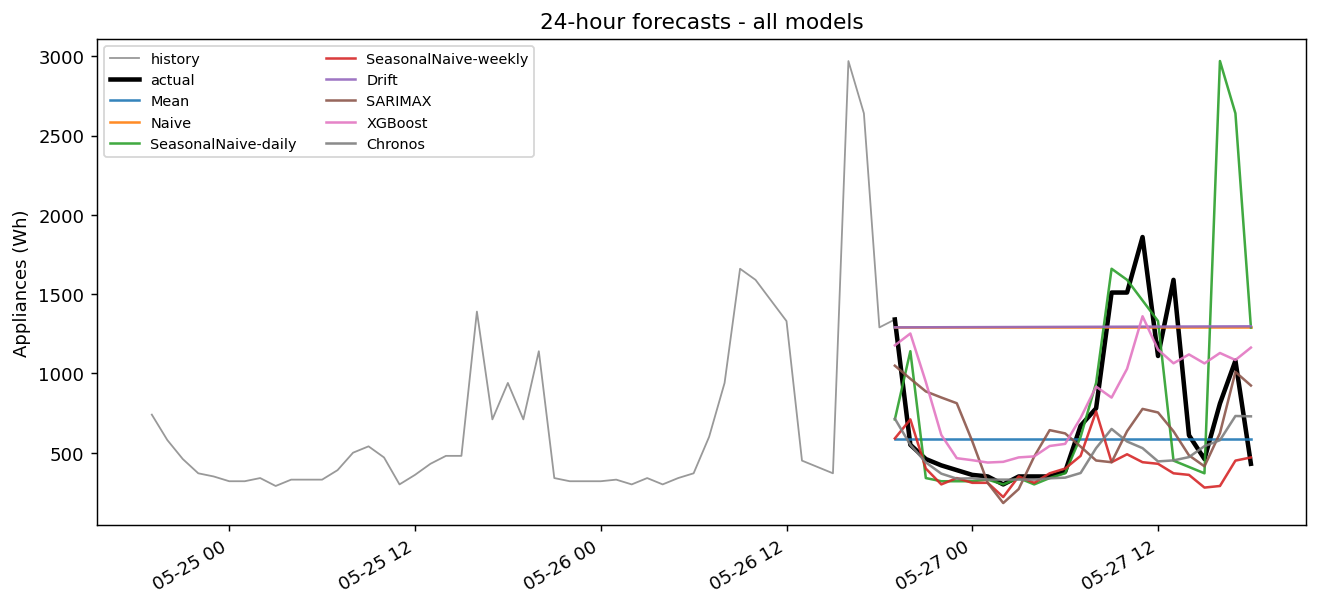 24-hour forecasts - all models
history
actual
Mean
Naive
SeasonalNaive-daily
SeasonalNaive-weekly
Drift
SARIMAX
XGBoost
Chronos
Appliances (Wh)
3000
2500
2000
1500
1000
500
05-25 00
05-25 12
05-26 00
05-26 12
05-27 00
05-27 12